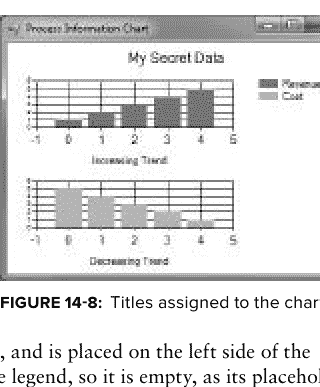 Process Information Chart
My Secret Data
Revenue
Cost
-1 0 1 2 3 4 5
Increasing Trend
-1 0 1 2 3 4 5
Decreasing Trend
FIGURE 14-8: Titles assigned to the char
, and is placed on the left side of the
e legend, so it is empty, as its placehol